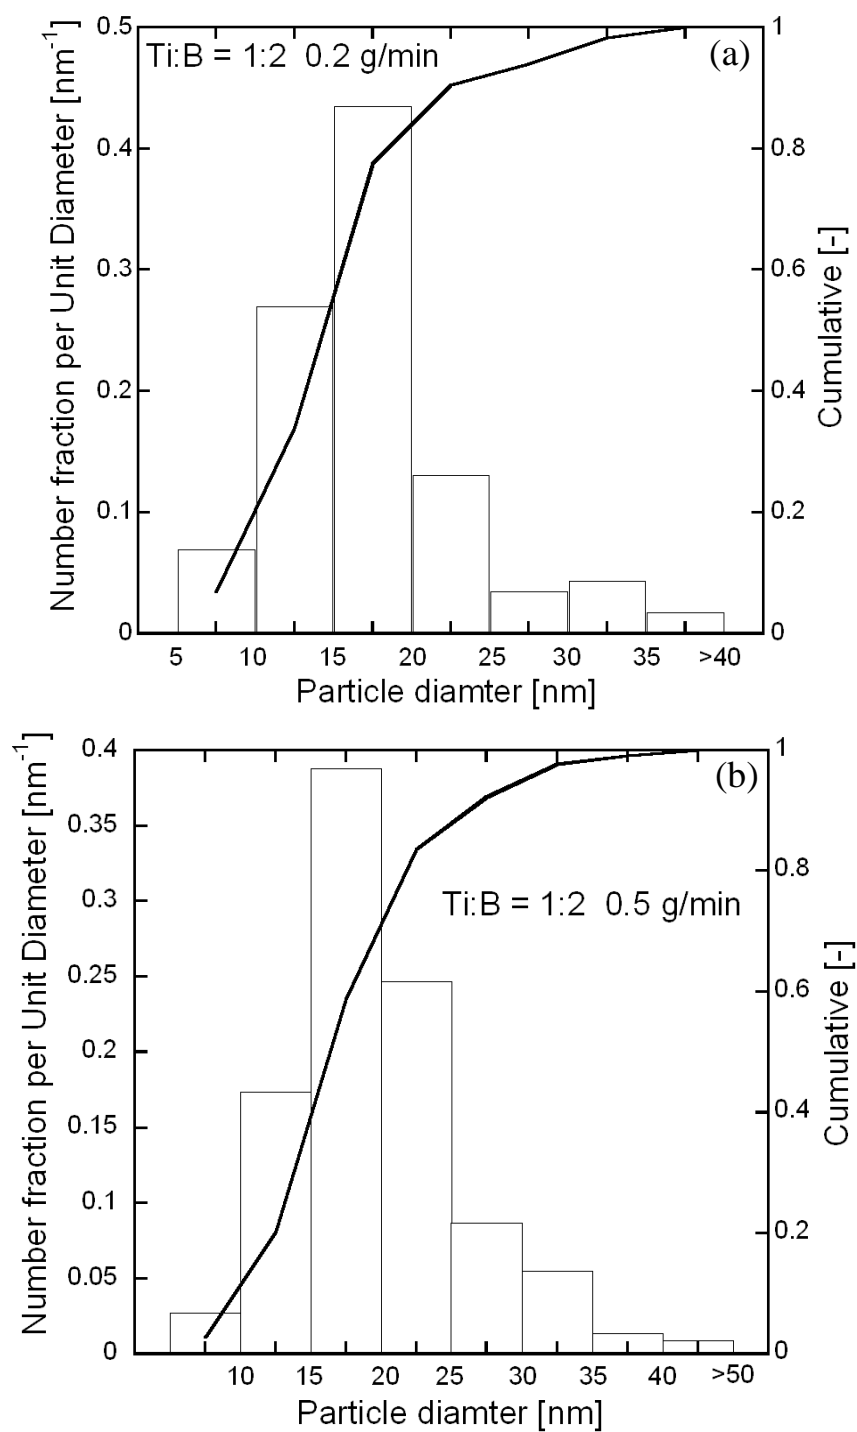 Ti:B = 1:2 0.2 g/min
(a)
Number fraction per Unit Diameter [nm⁻¹]
0.5
0.4
0.3
0.2
0.1
0
1
0.8
0.6
0.4
0.2
0
Cumulative [-]
5 10 15 20 25 30 35 >40
Particle diamter [nm]
(b)
Ti:B = 1:2 0.5 g/min
Number fraction per Unit Diameter [nm⁻¹]
0.4
0.35
0.3
0.25
0.2
0.15
0.1
0.05
0
1
0.8
0.6
0.4
0.2
0
Cumulative [-]
10 15 20 25 30 35 40 >50
Particle diamter [nm]